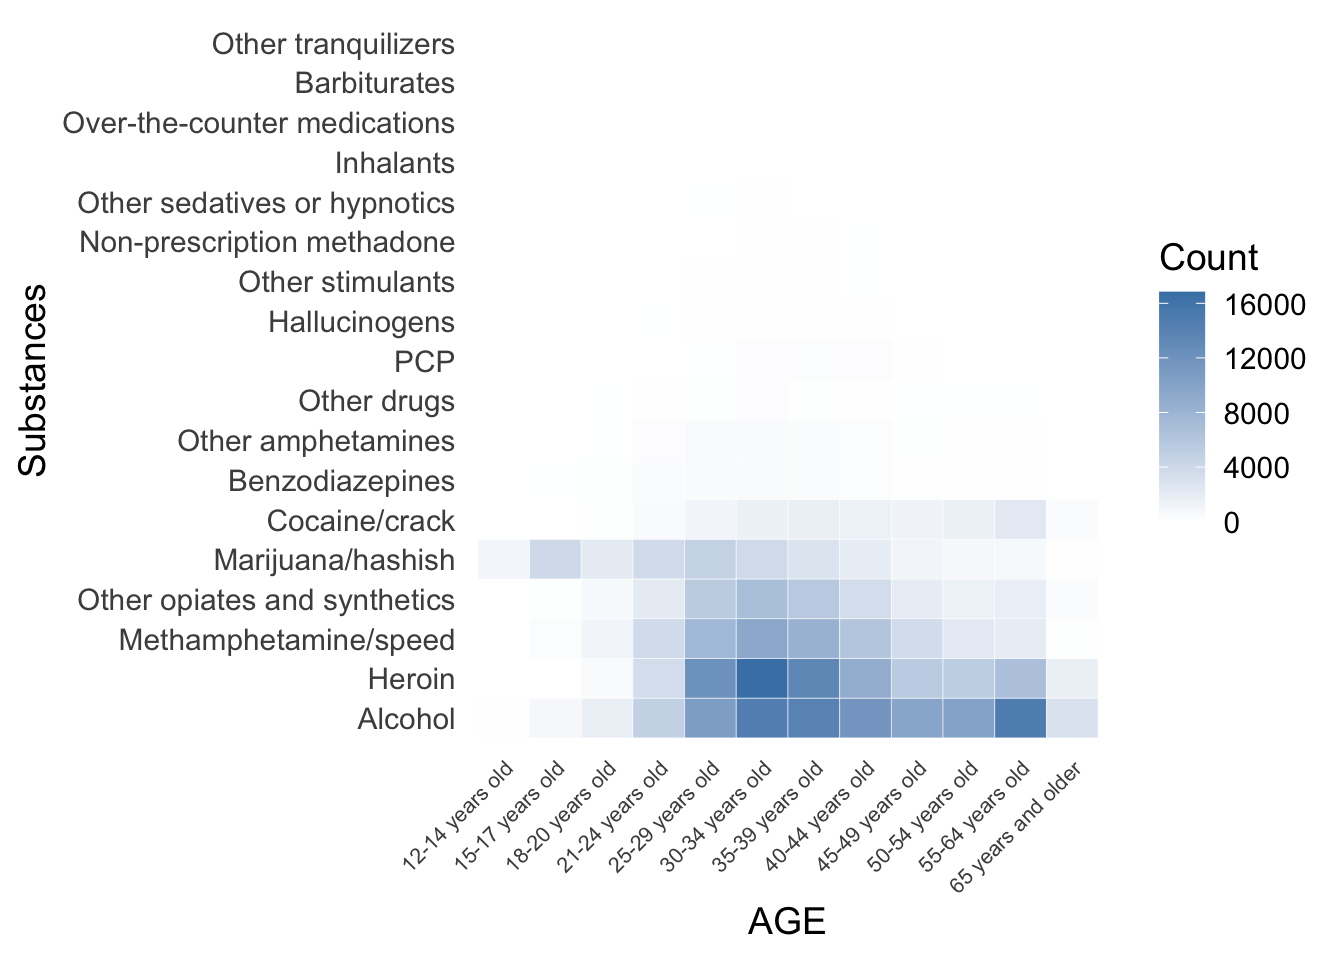 Other tranquilizers
Barbiturates
Over-the-counter medications
Inhalants
Other sedatives or hypnotics
Non-prescription methadone
Other stimulants
Hallucinogens
PCP
Other drugs
Other amphetamines
Benzodiazepines
Cocaine/crack
Marijuana/hashish
Other opiates and synthetics
Methamphetamine/speed
Heroin
Alcohol
Substances
12-14 years old
15-17 years old
18-20 years old
21-24 years old
25-29 years old
30-34 years old
35-39 years old
40-44 years old
45-49 years old
50-54 years old
55-64 years old
65 years and older
AGE
Count
16000
12000
8000
4000
0